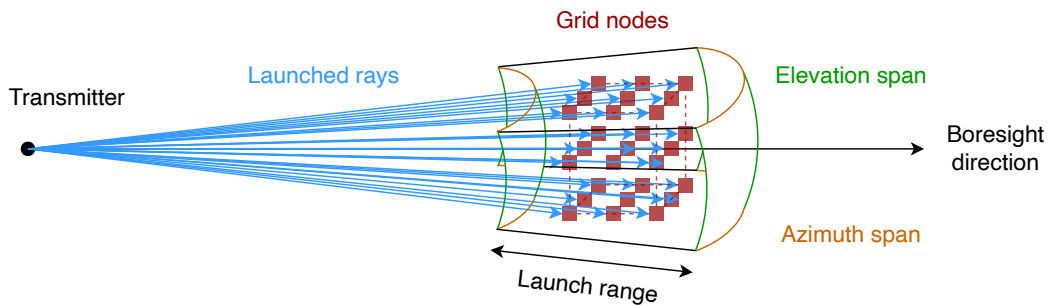 Grid nodes
Launched rays
Elevation span
Transmitter
Boresight
direction
Azimuth span
Launch range